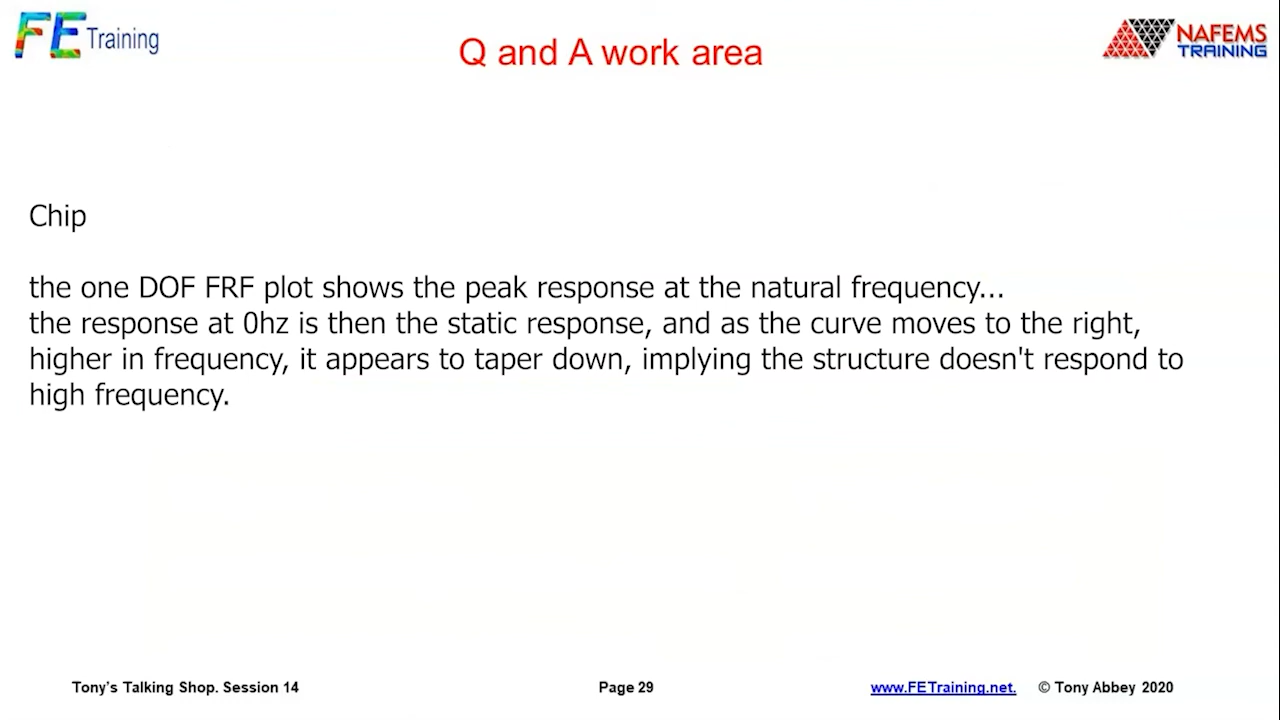 FE Training
Q and A work area
NAFEMS
TRAINING
Chip
the one DOF FRF plot shows the peak response at the natural frequency...
the response at 0hz is then the static response, and as the curve moves to the right,
higher in frequency, it appears to taper down, implying the structure doesn't respond to
high frequency.
Tony's Talking Shop. Session 14
Page 29
www.FETraining.net.
© Tony Abbey 2020